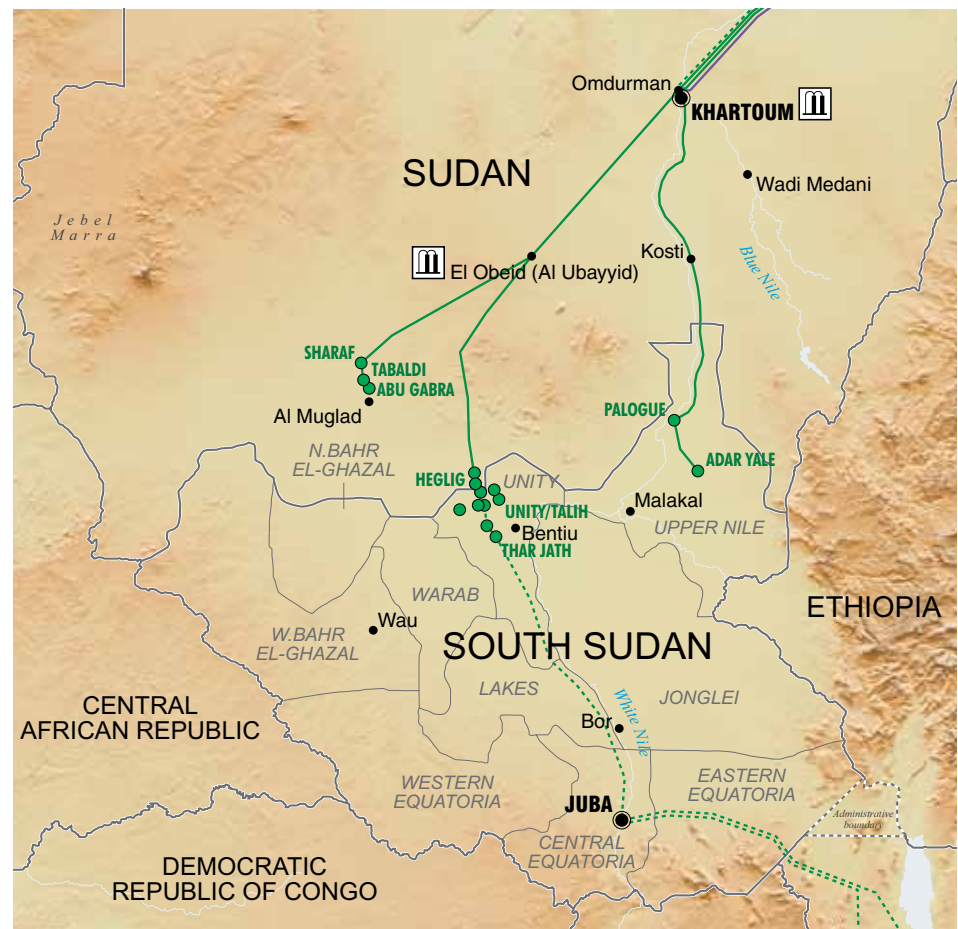 Omdurman
KHARTOUM
SUDAN
Wadi Medani
Jebel
Marra
Kosti
El Obeid (Al Ubayyid)
Blue Nile
SHARAF
TABALDI
ABU GABRA
Al Muglad
PALOGUE
N.BAHR
EL-GHAZAL
ADAR YALE
HEGLIG
UNITY
Malakal
UNITY/TALIH
UPPER NILE
Bentiu
THAR JATH
WARAB
ETHIOPIA
Wau
W.BAHR
EL-GHAZAL
SOUTH SUDAN
LAKES
JONGLEI
CENTRAL
AFRICAN REPUBLIC
White Nile
Bor
WESTERN
EQUATORIA
EASTERN
EQUATORIA
JUBA
Administrative
boundary
CENTRAL
EQUATORIA
DEMOCRATIC
REPUBLIC OF CONGO